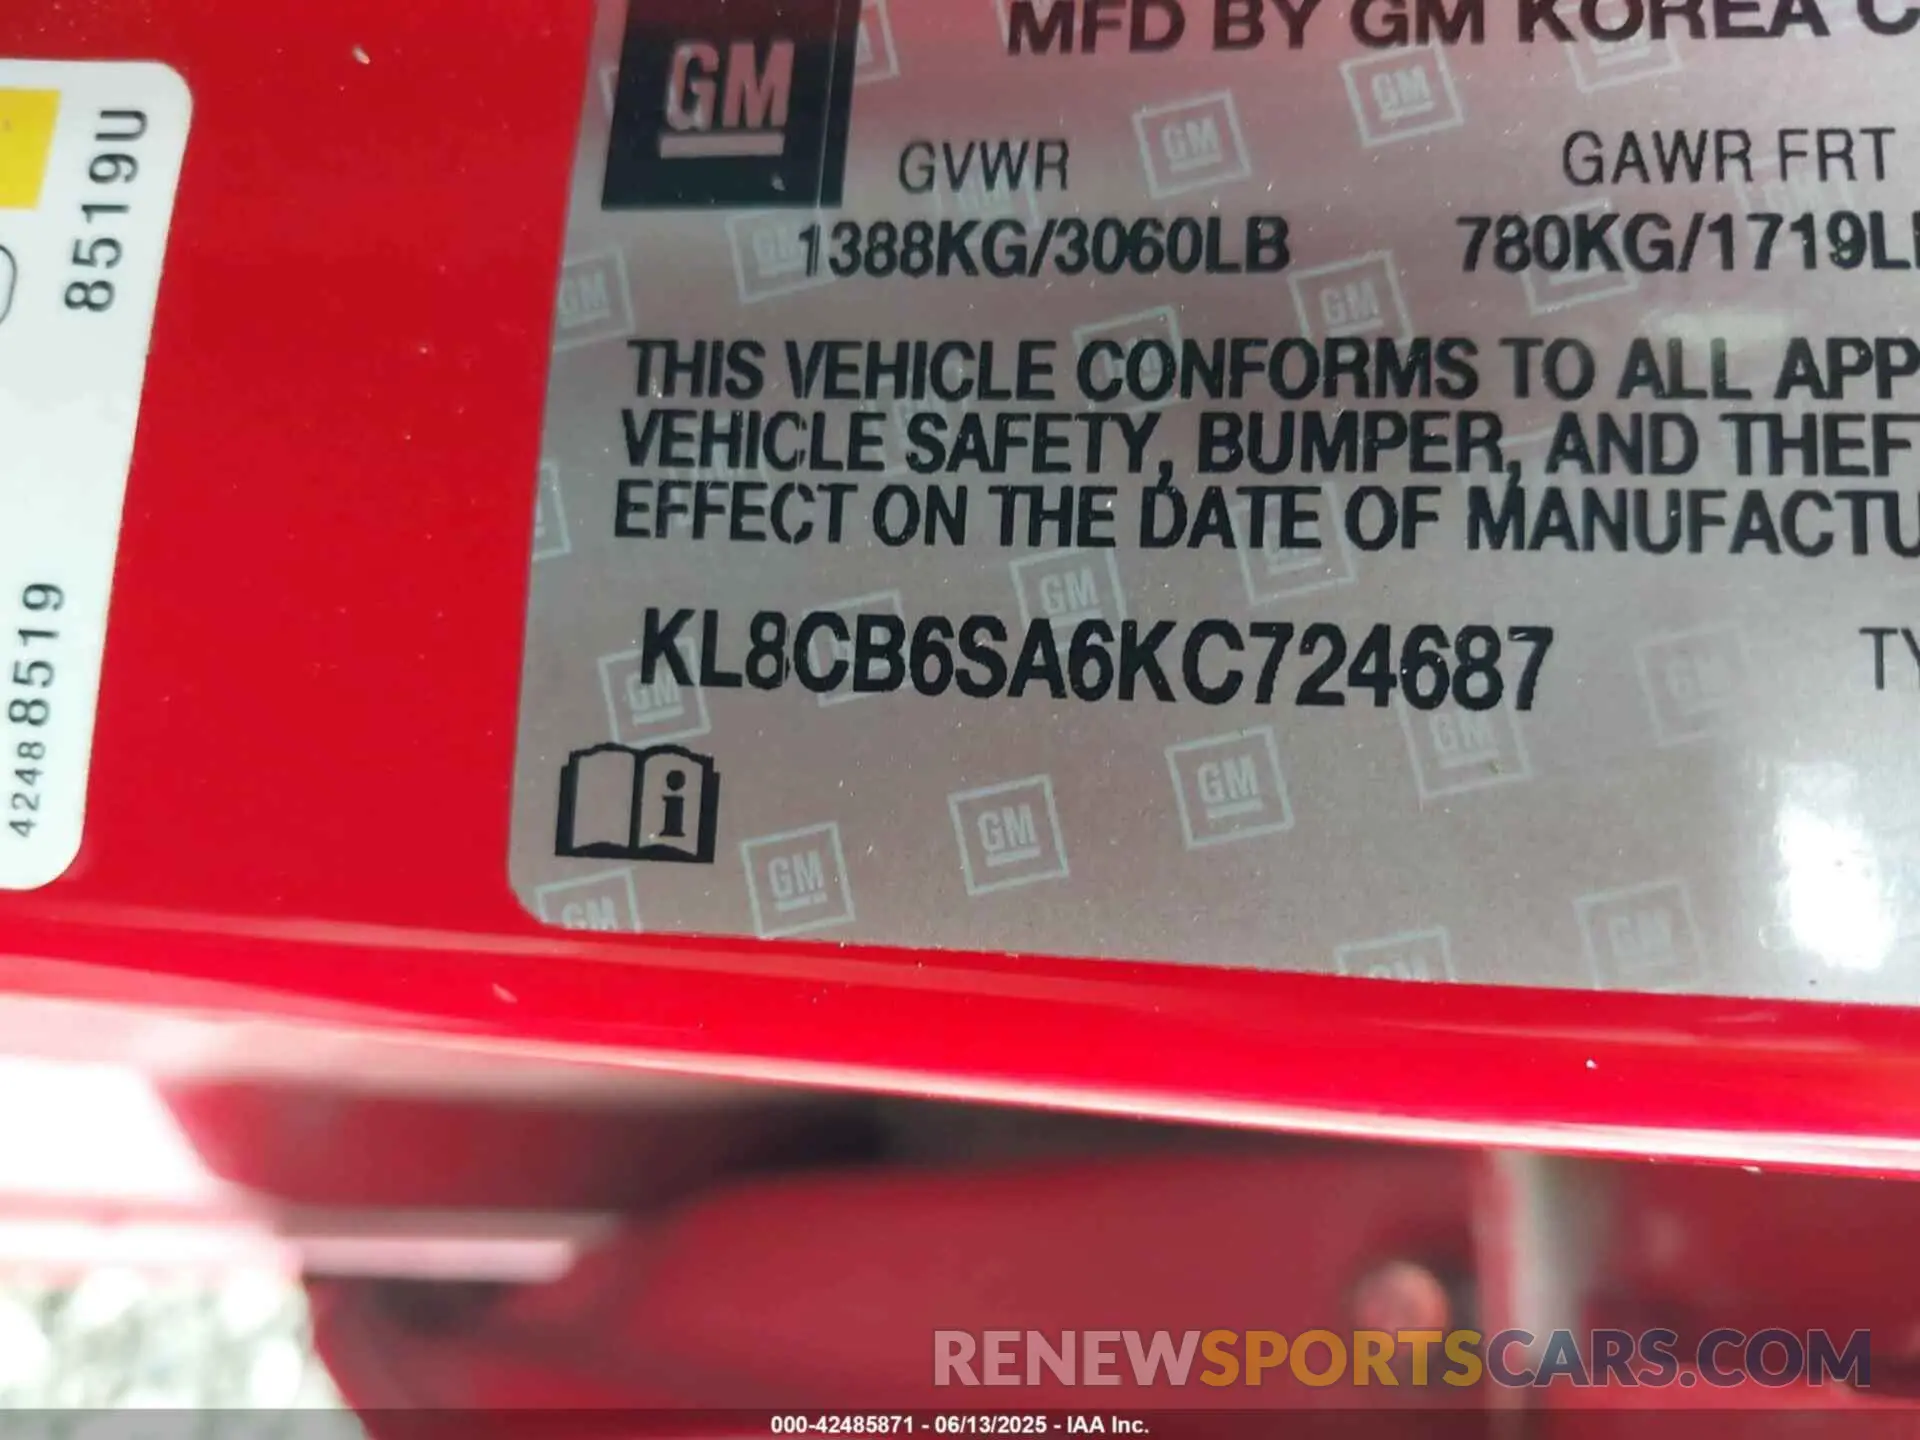 GM
MFD BY GM KOREA C
GVWR
GAWR FRT
1388KG/3060LB
780KG/1719L
THIS VEHICLE CONFORMS TO ALL APP
VEHICLE SAFETY, BUMPER, AND THEF
EFFECT ON THE DATE OF MANUFACTU
KL8CB6SA6KC724687
TY
8519U
42488519
RENEWSPORTSCARS.COM
000-42485871 - 06/13/2025 - IAA Inc.